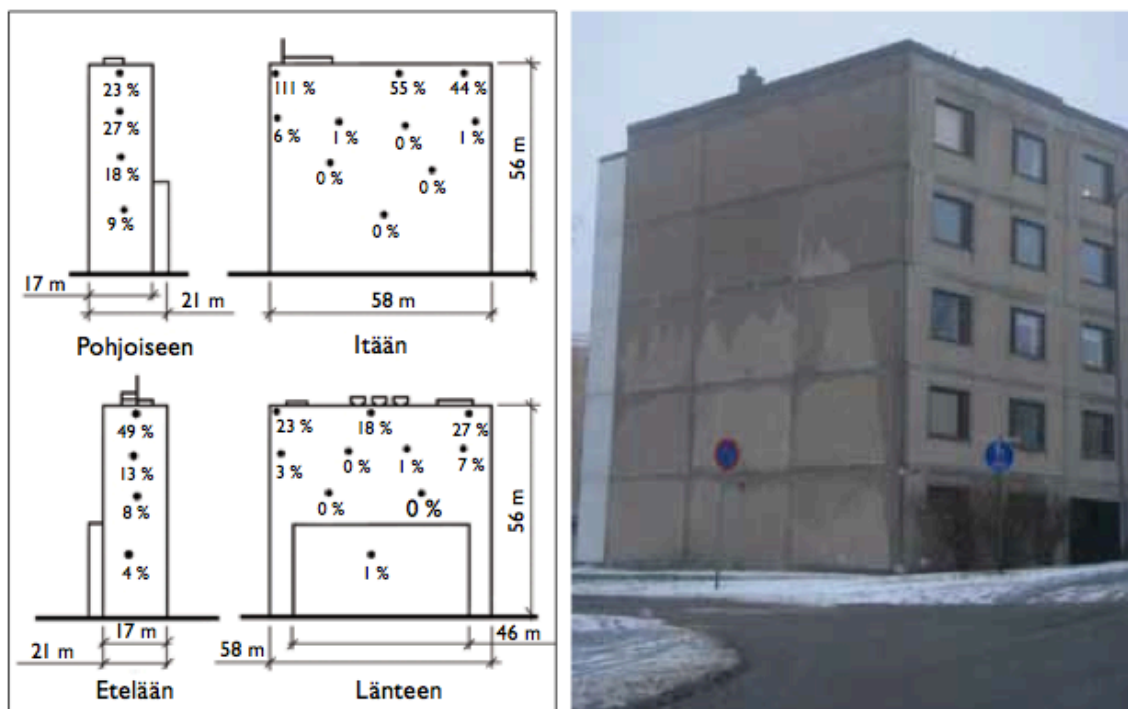 23 %
27 %
18 %
9 %
17 m
21 m
Pohjoiseen
111 % 55 % 44 %
6 % 1 % 0 % 1 %
0 % 0 %
0 %
56 m
58 m
Itään
49 %
13 %
8 %
4 %
17 m
21 m
Etelään
23 % 18 % 27 %
3 % 0 % 1 % 7 %
0 % 0 %
1 %
56 m
46 m
58 m
Länteen